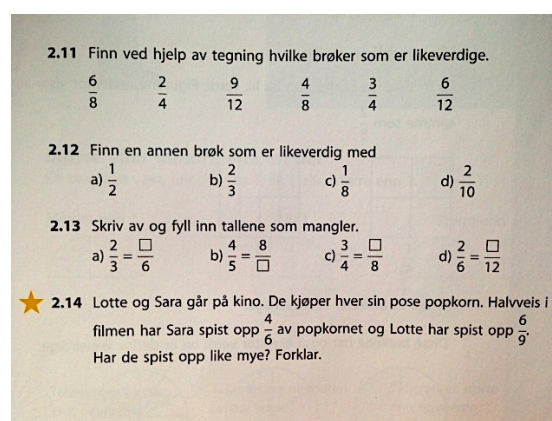 2.11 Finn ved hjelp av tegning hvilke brøker som er likeverdige.
6/8 2/4 9/12 4/8 3/4 6/12
2.12 Finn en annen brøk som er likeverdig med
a) 1/2 b) 2/3 c) 1/8 d) 2/10
2.13 Skriv av og fyll inn tallene som mangler.
a) 2/3 = □/6 b) 4/5 = 8/□ c) 3/4 = □/8 d) 2/6 = □/12
2.14 Lotte og Sara går på kino. De kjøper hver sin pose popkorn. Halvveis i
filmen har Sara spist opp 4/6 av popkornet og Lotte har spist opp 6/9.
Har de spist opp like mye? Forklar.